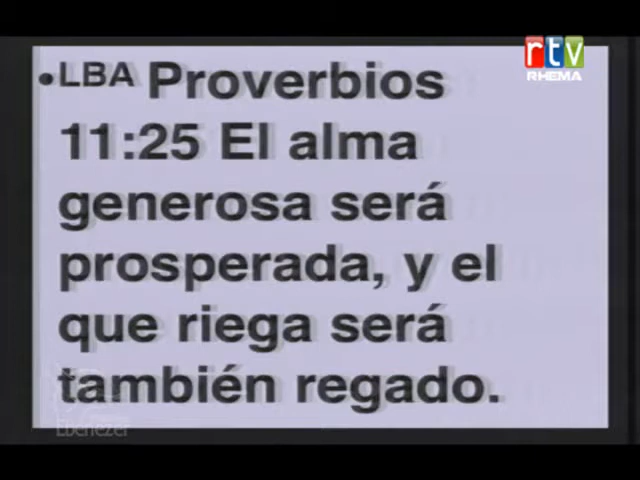 rtv
RHEMA
•LBA Proverbios
11:25 El alma
generosa será
prosperada, y el
que riega será
también regado.
Ebenezer